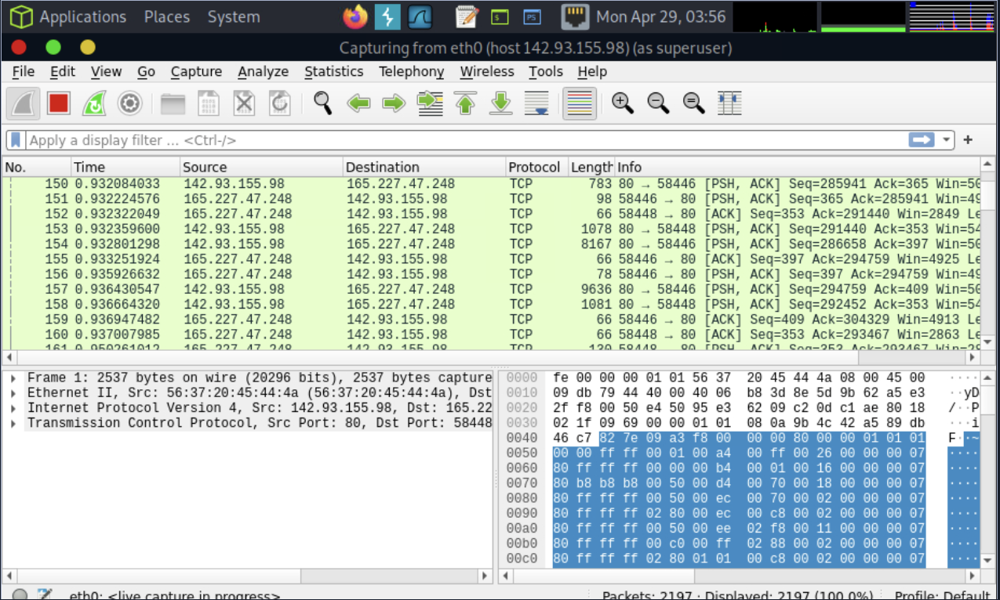 Applications Places System Mon Apr 29, 03:56
Capturing from eth0 (host 142.93.155.98) (as superuser)
File Edit View Go Capture Analyze Statistics Telephony Wireless Tools Help
Apply a display filter ... <Ctrl-/>
No. Time Source Destination Protocol Length Info
150 0.932084033 142.93.155.98 165.227.47.248 TCP 783 80 → 58446 [PSH, ACK] Seq=285941 Ack=365 Win=50
151 0.932224576 165.227.47.248 142.93.155.98 TCP 98 58446 → 80 [PSH, ACK] Seq=365 Ack=285941 Win=49
152 0.932322049 165.227.47.248 142.93.155.98 TCP 66 58448 → 80 [ACK] Seq=353 Ack=291440 Win=2849 Le
153 0.932359600 142.93.155.98 165.227.47.248 TCP 1078 80 → 58448 [PSH, ACK] Seq=291440 Ack=353 Win=54
154 0.932801298 142.93.155.98 165.227.47.248 TCP 8167 80 → 58446 [PSH, ACK] Seq=286658 Ack=397 Win=50
155 0.933251924 165.227.47.248 142.93.155.98 TCP 66 58446 → 80 [ACK] Seq=397 Ack=294759 Win=4925 Le
156 0.935926632 165.227.47.248 142.93.155.98 TCP 78 58446 → 80 [PSH, ACK] Seq=397 Ack=294759 Win=49
157 0.936430547 142.93.155.98 165.227.47.248 TCP 9636 80 → 58446 [PSH, ACK] Seq=294759 Ack=409 Win=50
158 0.936664320 142.93.155.98 165.227.47.248 TCP 1081 80 → 58448 [PSH, ACK] Seq=292452 Ack=353 Win=54
159 0.936947482 165.227.47.248 142.93.155.98 TCP 66 58446 → 80 [ACK] Seq=409 Ack=304329 Win=4913 Le
160 0.937007985 165.227.47.248 142.93.155.98 TCP 66 58448 → 80 [ACK] Seq=353 Ack=293467 Win=2863 Le
161 0.950261012 165.227.47.248 142.93.155.98 TCP 130 58448 → 80 [PSH, ACK] Seq=353 Ack=293467 Win=28
Frame 1: 2537 bytes on wire (20296 bits), 2537 bytes capture
Ethernet II, Src: 56:37:20:45:44:4a (56:37:20:45:44:4a), Dst
Internet Protocol Version 4, Src: 142.93.155.98, Dst: 165.22
Transmission Control Protocol, Src Port: 80, Dst Port: 58448
0000 fe 00 00 00 01 01 56 37 20 45 44 4a 08 00 45 00 ····
0010 09 db 79 44 40 00 40 06 b8 3d 8e 5d 9b 62 a5 e3 ··yD
0020 2f f8 00 50 e4 50 95 e3 62 09 c2 0d c1 ae 80 18 /··P
0030 02 1f 09 69 00 00 01 01 08 0a 9b 4c 42 a5 89 db ···i
0040 46 c7 82 7e 09 a3 f8 00 00 00 80 00 00 01 01 01 F··~
0050 00 00 ff ff 00 01 00 a4 00 ff 00 26 00 00 00 07 ····
0060 80 ff ff ff 00 00 00 b4 00 01 00 16 00 00 00 07 ····
0070 80 b8 b8 b8 00 50 00 d4 00 70 00 18 00 00 00 07 ····
0080 80 ff ff ff 00 50 00 ec 00 70 00 02 00 00 00 07 ····
0090 80 ff ff ff 02 80 00 ec 00 c8 00 02 00 00 00 07 ····
00a0 80 ff ff ff 00 50 00 ee 02 f8 00 11 00 00 00 07 ····
00b0 80 ff ff ff 00 c0 00 ff 02 88 00 02 00 00 00 07 ····
00c0 80 ff ff ff 02 80 01 01 00 c8 00 02 00 00 00 07 ····
eth0: <live capture in progress> Packets: 2197 · Displayed: 2197 (100.0%) Profile: Default